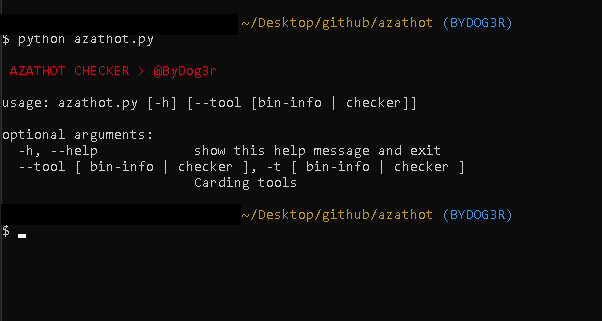 ~/Desktop/github/azathot (BYDOG3R)
$ python azathot.py
AZATHOT CHECKER > @ByDog3r
usage: azathot.py [-h] [--tool [bin-info | checker]]
optional arguments:
-h, --help show this help message and exit
--tool [ bin-info | checker ], -t [ bin-info | checker ]
Carding tools
~/Desktop/github/azathot (BYDOG3R)
$